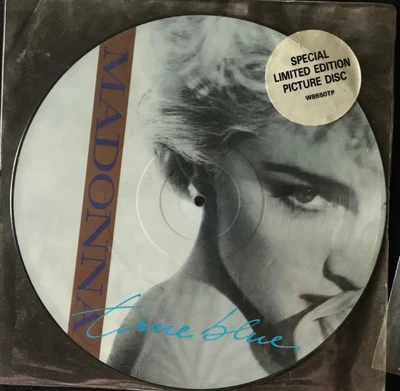 SPECIAL
LIMITED EDITION
PICTURE DISC
W8550TP
MADONNA
true blue